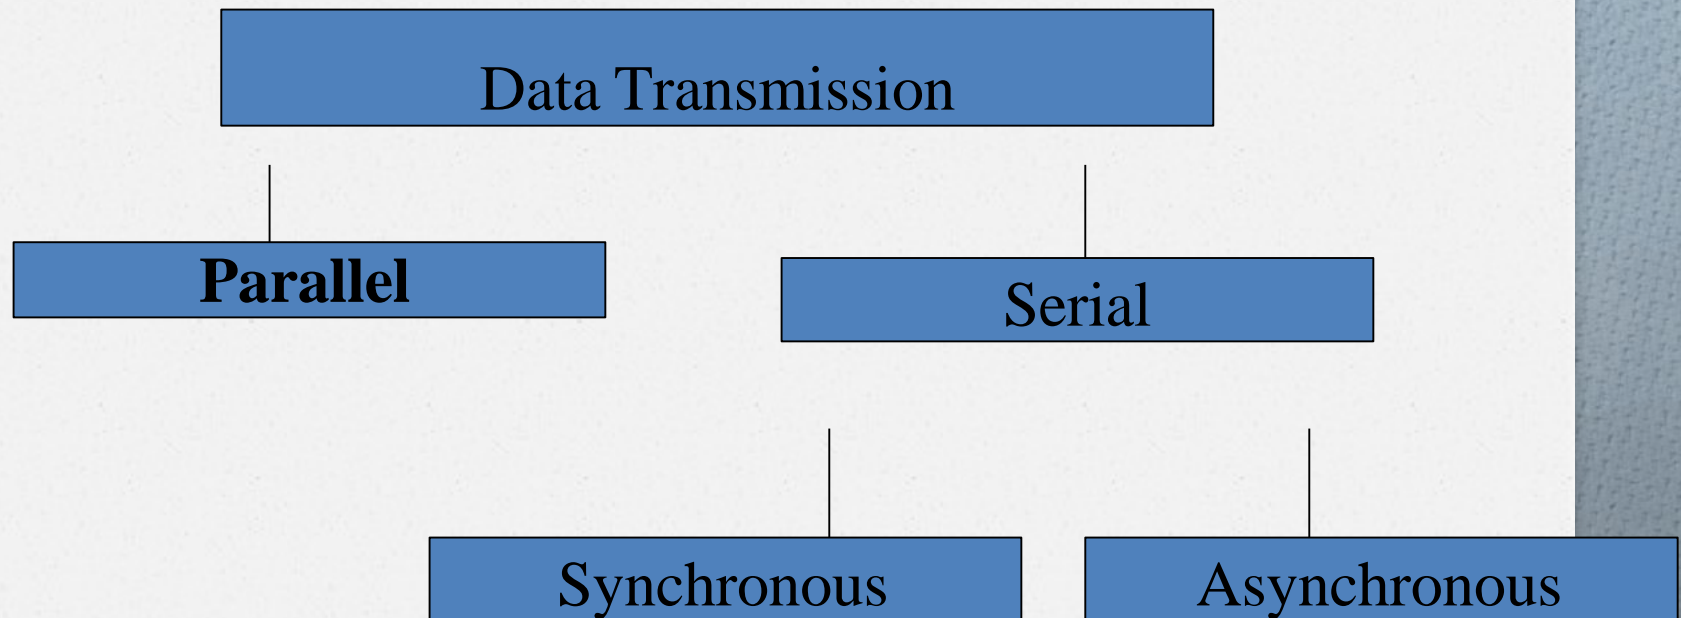 Data Transmission
Parallel
Serial
Synchronous
Asynchronous